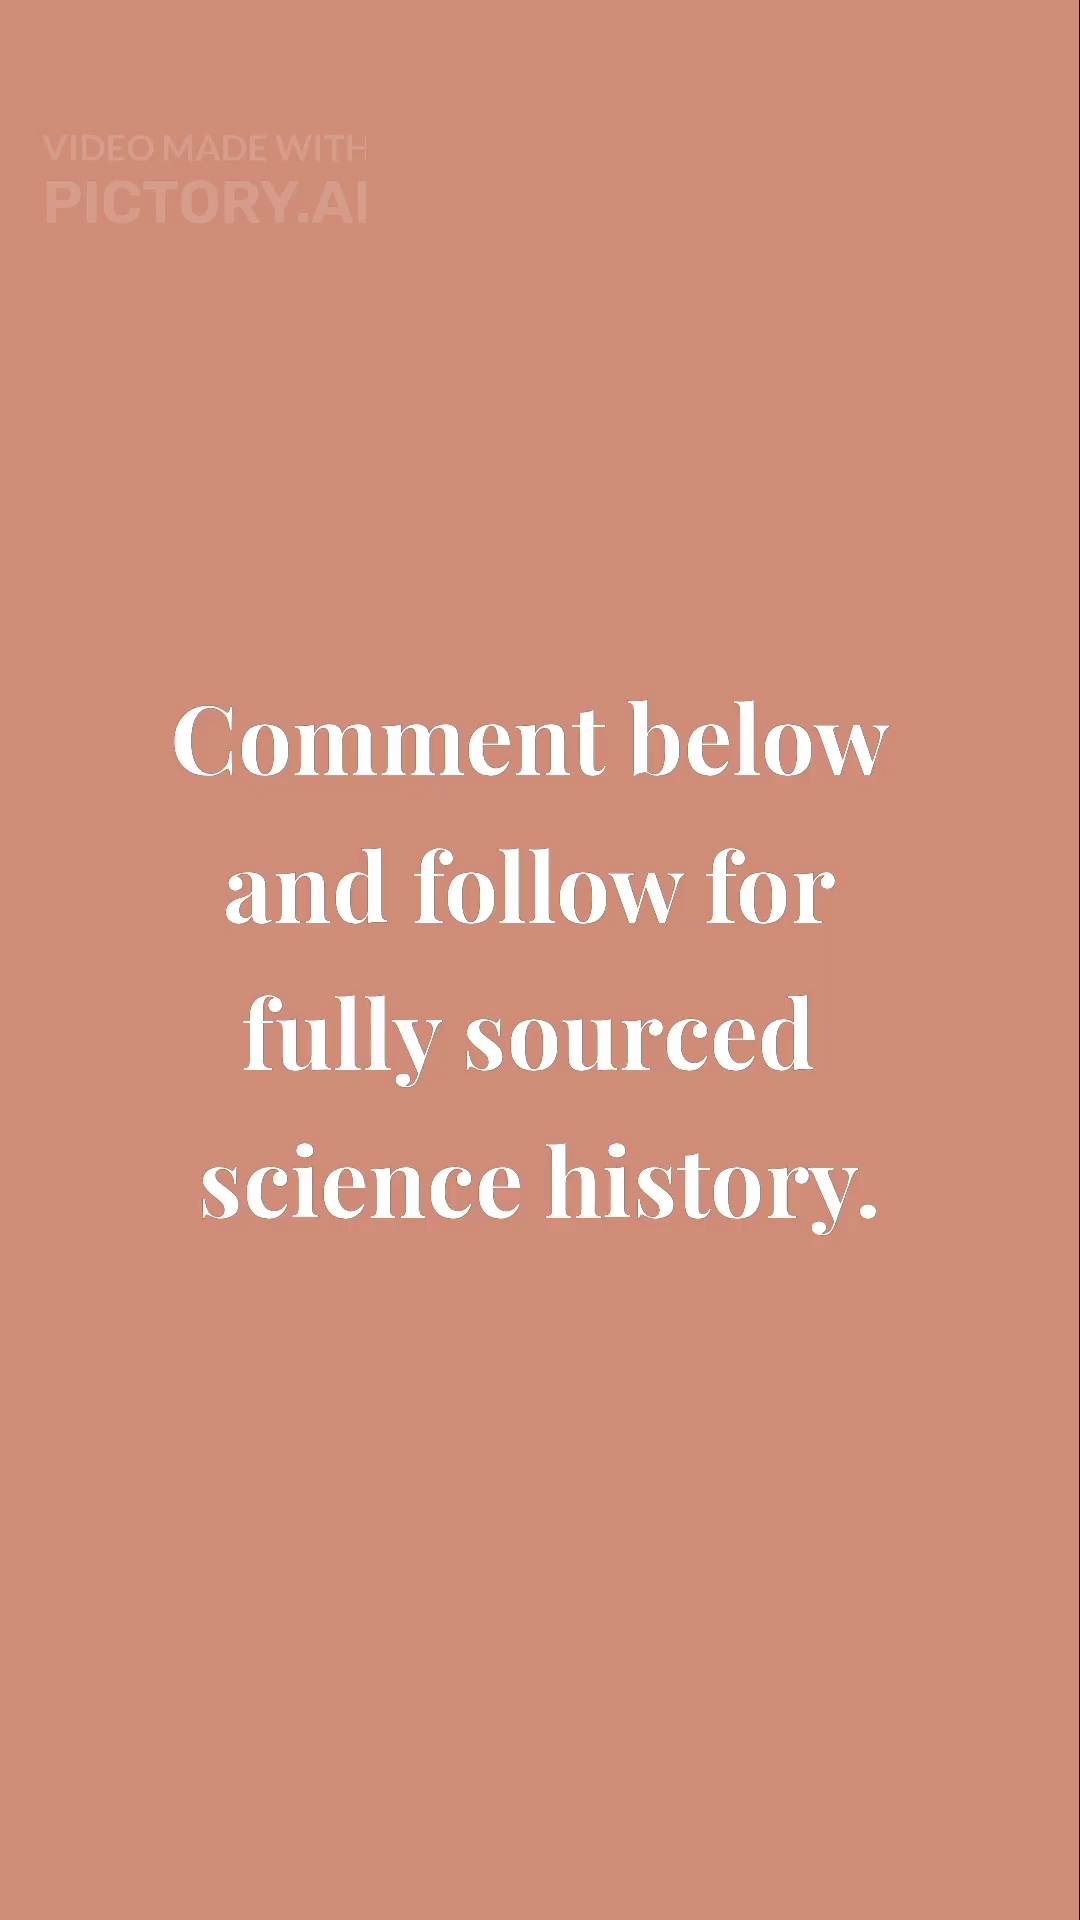 VIDEO MADE WITH
PICTORY.AI
Comment below
and follow for
fully sourced
science history.